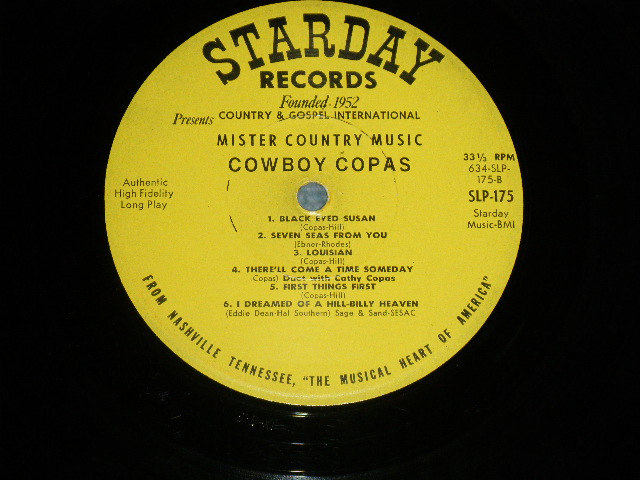 STARDAY
RECORDS
Founded 1952
Presents COUNTRY & GOSPEL INTERNATIONAL
MISTER COUNTRY MUSIC
COWBOY COPAS
33⅓ RPM
634-SLP-
175-B
SLP-175
Starday
Music-BMI
Authentic
High Fidelity
Long Play
1. BLACK EYED SUSAN
(Copas-Hill)
2. SEVEN SEAS FROM YOU
(Ebner-Rhodes)
3. LOUISIAN
(Copas-Hill)
4. THERE'LL COME A TIME SOMEDAY
(Copas) Duet with Cathy Copas
5. FIRST THINGS FIRST
(Copas-Hill)
6. I DREAMED OF A HILL-BILLY HEAVEN
(Eddie Dean-Hal Southern) Sage & Sand-SESAC
FROM NASHVILLE TENNESSEE, "THE MUSICAL HEART OF AMERICA"